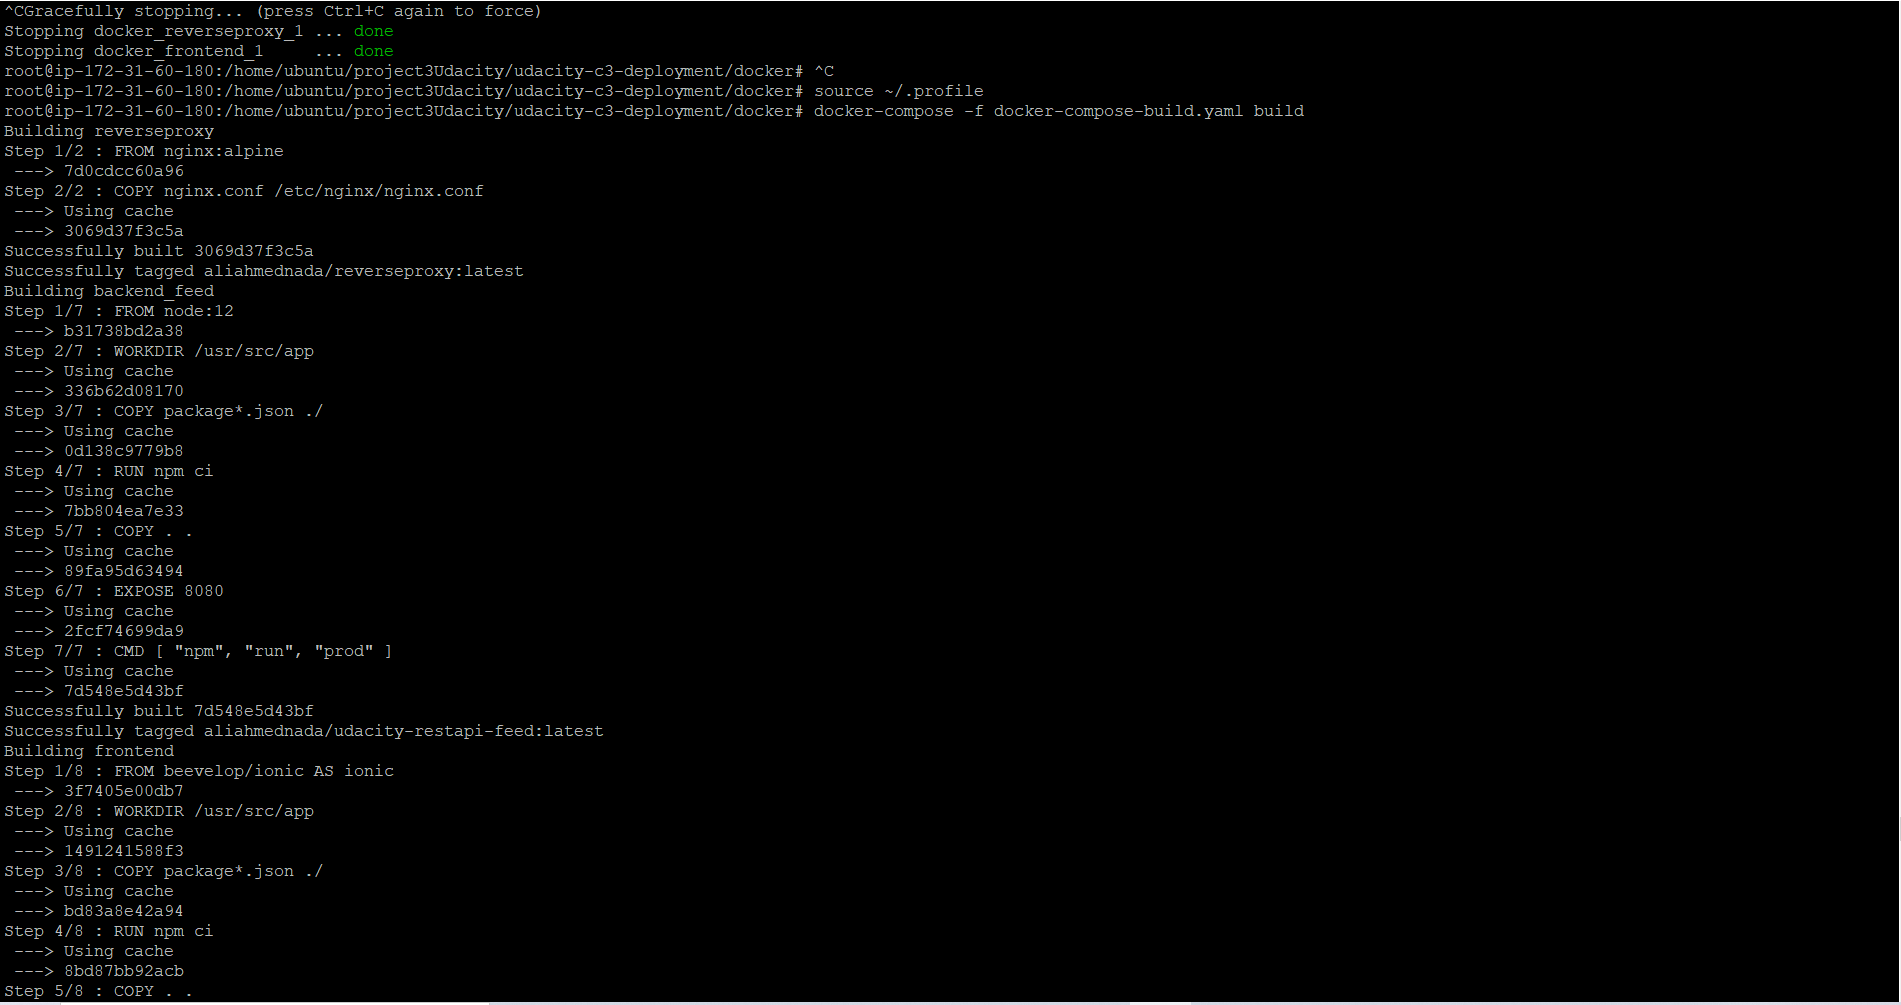 ^CGracefully stopping... (press Ctrl+C again to force)
Stopping docker_reverseproxy_1 ... done
Stopping docker_frontend_1     ... done
root@ip-172-31-60-180:/home/ubuntu/project3Udacity/udacity-c3-deployment/docker# ^C
root@ip-172-31-60-180:/home/ubuntu/project3Udacity/udacity-c3-deployment/docker# source ~/.profile
root@ip-172-31-60-180:/home/ubuntu/project3Udacity/udacity-c3-deployment/docker# docker-compose -f docker-compose-build.yaml build
Building reverseproxy
Step 1/2 : FROM nginx:alpine
 ---> 7d0cdcc60a96
Step 2/2 : COPY nginx.conf /etc/nginx/nginx.conf
 ---> Using cache
 ---> 3069d37f3c5a
Successfully built 3069d37f3c5a
Successfully tagged aliahmednada/reverseproxy:latest
Building backend_feed
Step 1/7 : FROM node:12
 ---> b31738bd2a38
Step 2/7 : WORKDIR /usr/src/app
 ---> Using cache
 ---> 336b62d08170
Step 3/7 : COPY package*.json ./
 ---> Using cache
 ---> 0d138c9779b8
Step 4/7 : RUN npm ci
 ---> Using cache
 ---> 7bb804ea7e33
Step 5/7 : COPY . .
 ---> Using cache
 ---> 89fa95d63494
Step 6/7 : EXPOSE 8080
 ---> Using cache
 ---> 2fcf74699da9
Step 7/7 : CMD [ "npm", "run", "prod" ]
 ---> Using cache
 ---> 7d548e5d43bf
Successfully built 7d548e5d43bf
Successfully tagged aliahmednada/udacity-restapi-feed:latest
Building frontend
Step 1/8 : FROM beevelop/ionic AS ionic
 ---> 3f7405e00db7
Step 2/8 : WORKDIR /usr/src/app
 ---> Using cache
 ---> 1491241588f3
Step 3/8 : COPY package*.json ./
 ---> Using cache
 ---> bd83a8e42a94
Step 4/8 : RUN npm ci
 ---> Using cache
 ---> 8bd87bb92acb
Step 5/8 : COPY . .